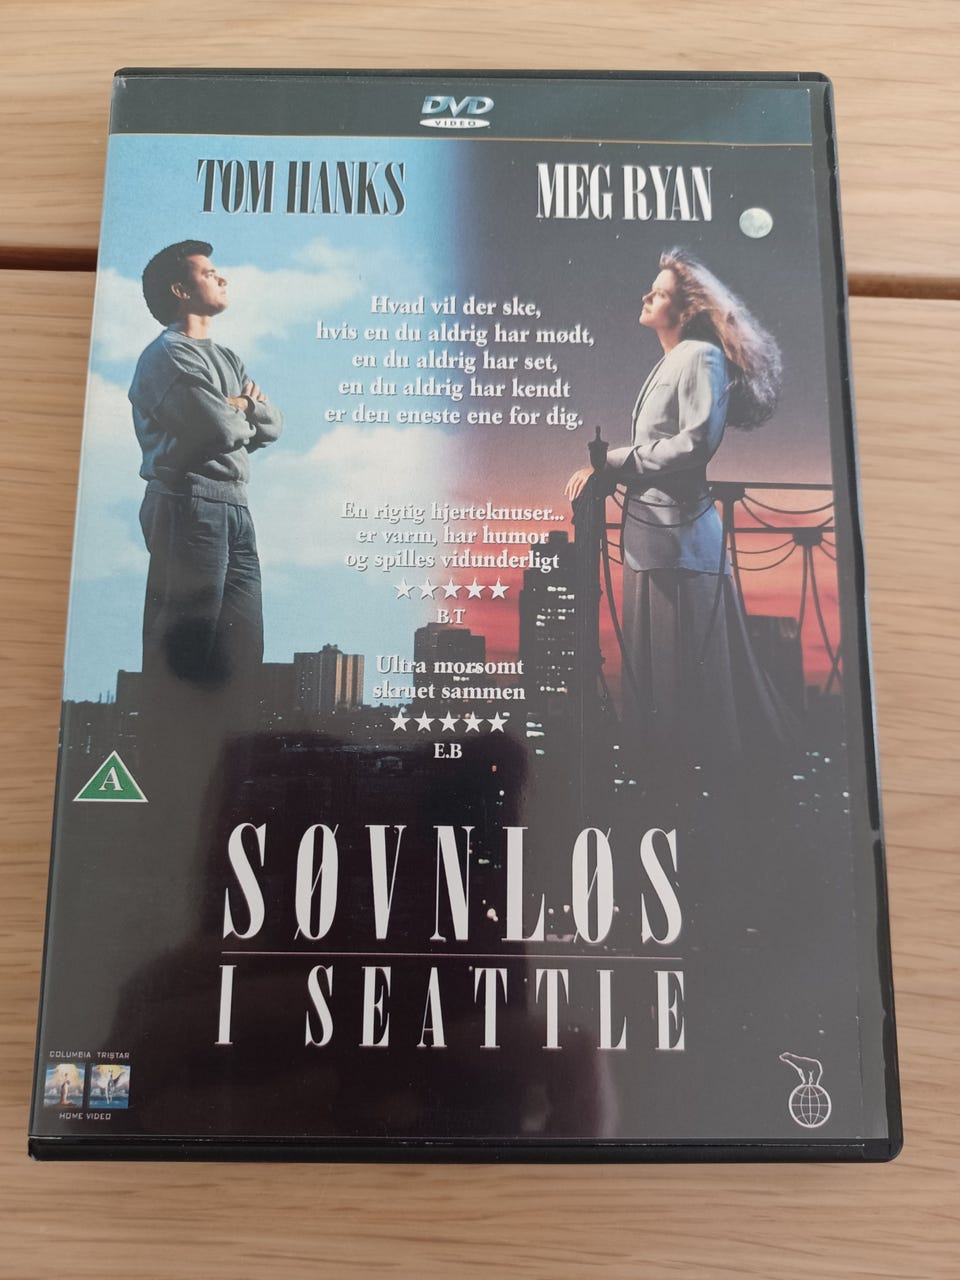 DVD
VIDEO
TOM HANKS
MEG RYAN
Hvad vil der ske,
hvis en du aldrig har mødt,
en du aldrig har set,
en du aldrig har kendt
er den eneste ene for dig.
En rigtig hjerteknuser...
er varm, har humor
og spilles vidunderligt
★★★★★
B.T
Ultra morsomt
skruet sammen
★★★★★
E.B
A
SØVNLØS
I SEATTLE
COLUMBIA TRISTAR
HOME VIDEO